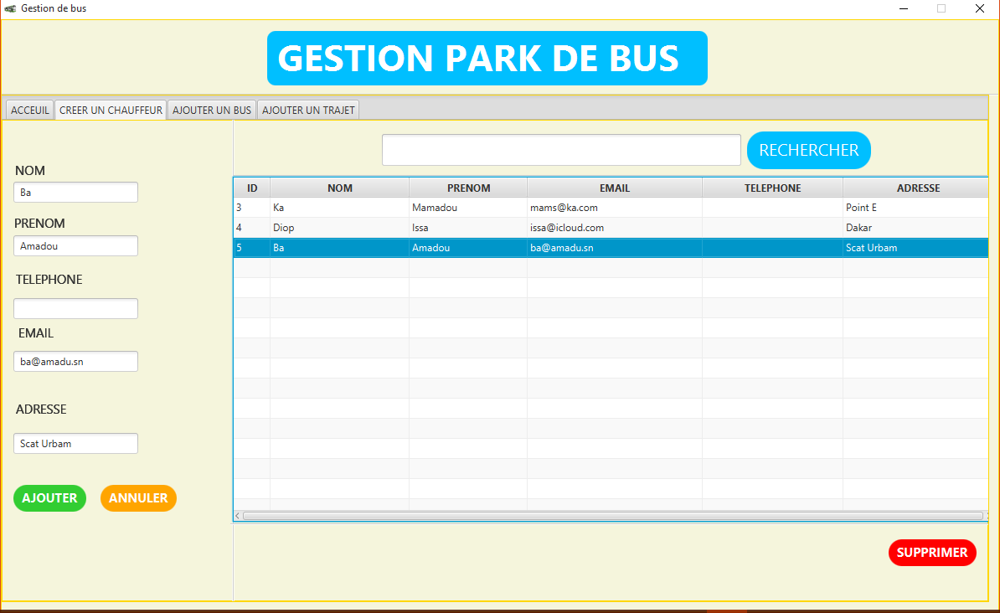 Gestion de bus
GESTION PARK DE BUS
ACCEUIL CREER UN CHAUFFEUR AJOUTER UN BUS AJOUTER UN TRAJET
RECHERCHER
NOM
Ba
PRENOM
Amadou
TELEPHONE
EMAIL
ba@amadu.sn
ADRESSE
Scat Urbam
AJOUTER ANNULER
ID NOM PRENOM EMAIL TELEPHONE ADRESSE
3 Ka Mamadou mams@ka.com Point E
4 Diop Issa issa@icloud.com Dakar
5 Ba Amadou ba@amadu.sn Scat Urbam
SUPPRIMER